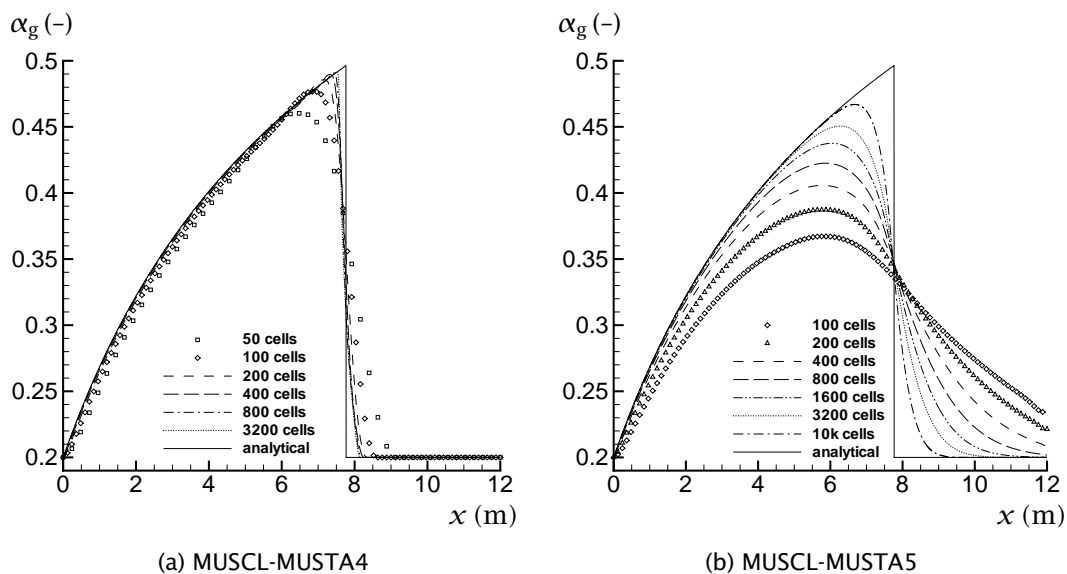 αg (–)
0.5
0.45
0.4
0.35
0.3
0.25
0.2
50 cells
100 cells
200 cells
400 cells
800 cells
3200 cells
analytical
0 2 4 6 8 10 12
x (m)
(a) MUSCL-MUSTA4
αg (–)
0.5
0.45
0.4
0.35
0.3
0.25
0.2
100 cells
200 cells
400 cells
800 cells
1600 cells
3200 cells
10k cells
analytical
0 2 4 6 8 10 12
x (m)
(b) MUSCL-MUSTA5